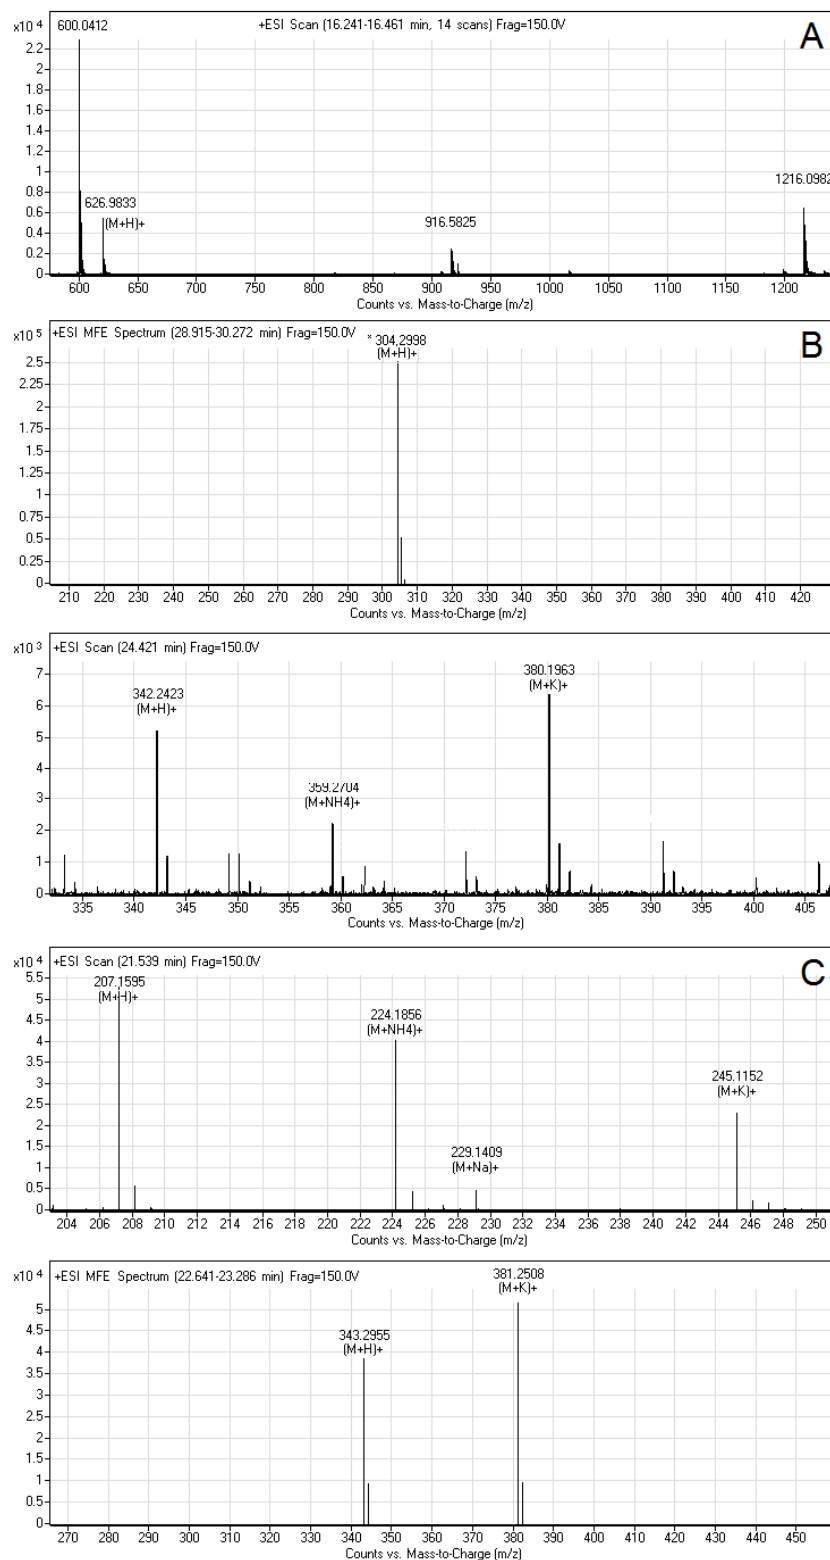 x10 4
600.0412
+ESI Scan (16.241-16.461 min, 14 scans) Frag=150.0V
A
2.2
2
1.8
1.6
1.4
1.2
1
0.8
0.6
0.4
0.2
0
626.9833
(M+H)+
916.5825
1216.0982
600 650 700 750 800 850 900 950 1000 1050 1100 1150 1200
Counts vs. Mass-to-Charge (m/z)
x10 5
+ESI MFE Spectrum (28.915-30.272 min) Frag=150.0V
B
* 304.2998
(M+H)+
2.5
2.25
2
1.75
1.5
1.25
1
0.75
0.5
0.25
0
210 220 230 240 250 260 270 280 290 300 310 320 330 340 350 360 370 380 390 400 410 420
Counts vs. Mass-to-Charge (m/z)
x10 3
+ESI Scan (24.421 min) Frag=150.0V
7
6
5
4
3
2
1
0
342.2423
(M+H)+
359.2704
(M+NH4)+
380.1963
(M+K)+
335 340 345 350 355 360 365 370 375 380 385 390 395 400 405
Counts vs. Mass-to-Charge (m/z)
x10 4
+ESI Scan (21.539 min) Frag=150.0V
C
5.5
5
4.5
4
3.5
3
2.5
2
1.5
1
0.5
0
207.1595
(M+H)+
224.1856
(M+NH4)+
229.1409
(M+Na)+
245.1152
(M+K)+
204 206 208 210 212 214 216 218 220 222 224 226 228 230 232 234 236 238 240 242 244 246 248 250
Counts vs. Mass-to-Charge (m/z)
x10 4
+ESI MFE Spectrum (22.641-23.286 min) Frag=150.0V
5
4.5
4
3.5
3
2.5
2
1.5
1
0.5
0
343.2955
(M+H)+
381.2508
(M+K)+
270 280 290 300 310 320 330 340 350 360 370 380 390 400 410 420 430 440 450
Counts vs. Mass-to-Charge (m/z)